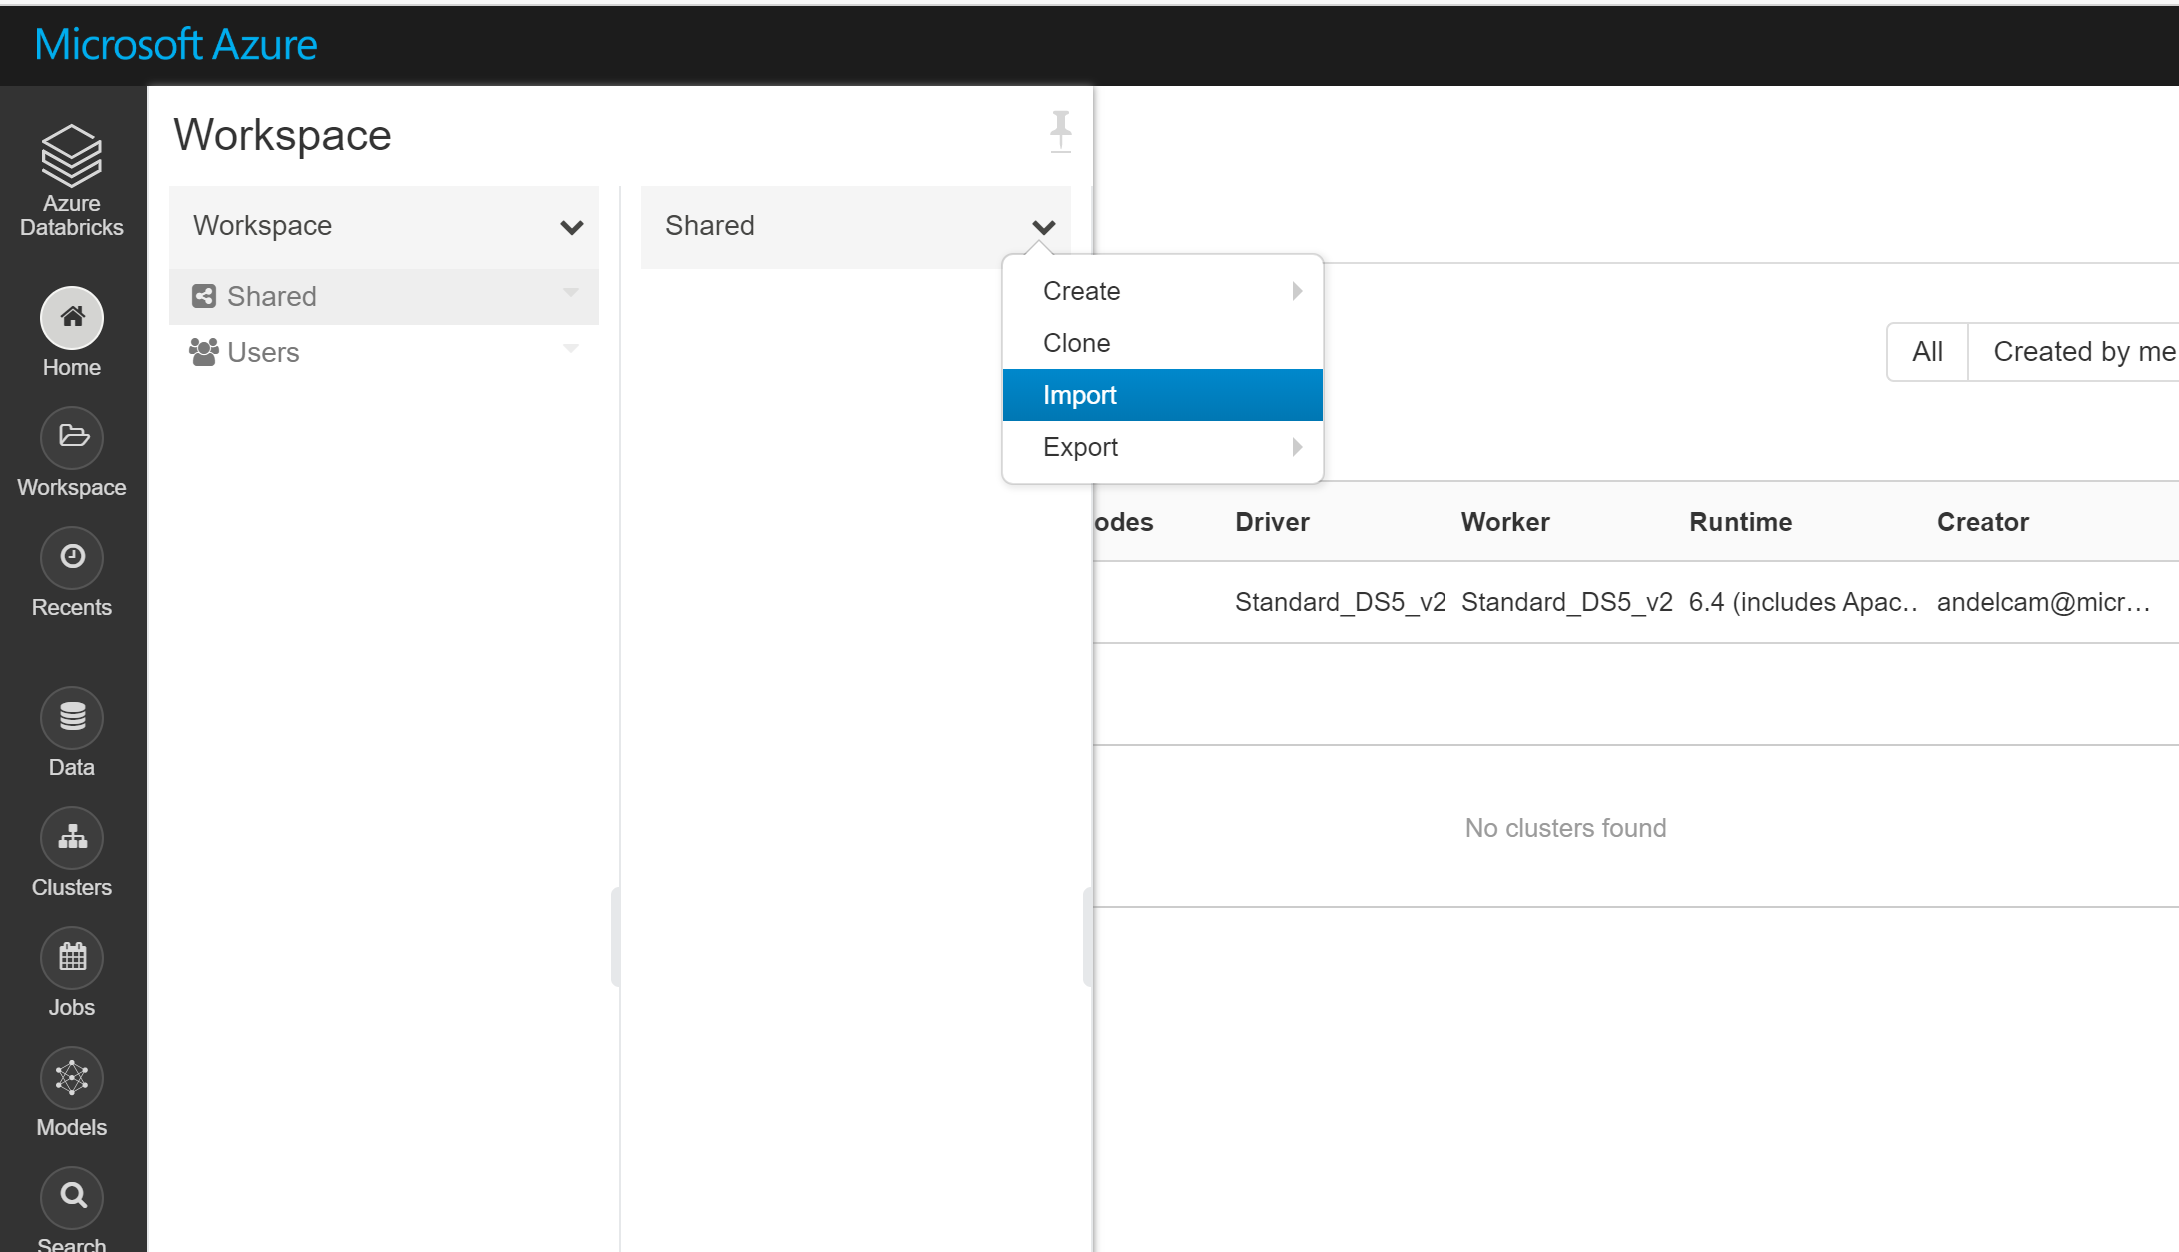 Microsoft Azure
Azure
Databricks
Home
Workspace
Recents
Data
Clusters
Jobs
Models
Search
Workspace
Workspace
Shared
Users
Shared
Create
Clone
Import
Export
All
Created by me
odes
Driver
Worker
Runtime
Creator
Standard_DS5_v2
Standard_DS5_v2
6.4 (includes Apac...
andelcam@micr...
No clusters found